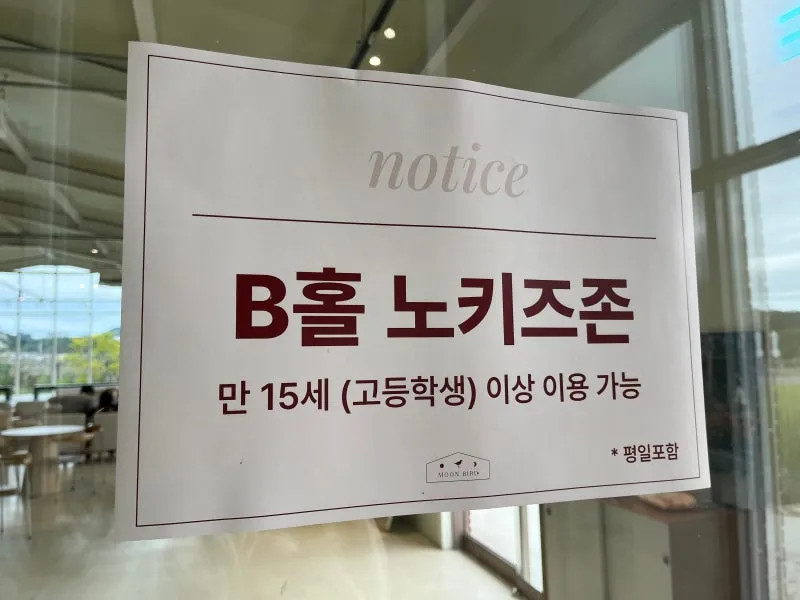 notice
B홀 노키즈존
만 15세 (고등학생) 이상 이용 가능
* 평일포함
MOON BIRD